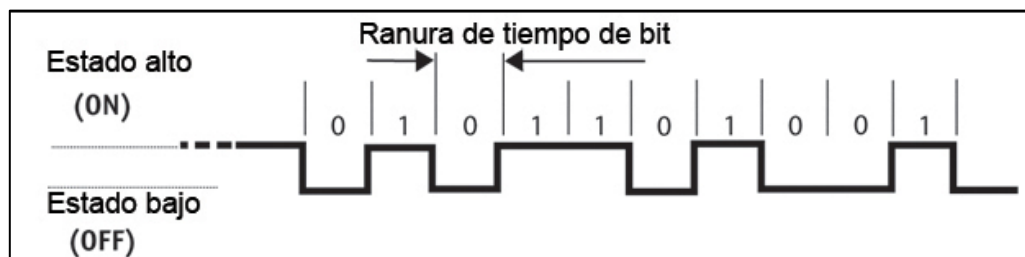 Ranura de tiempo de bit
Estado alto
(ON)
0 1 0 1 1 0 1 0 0 1
Estado bajo
(OFF)